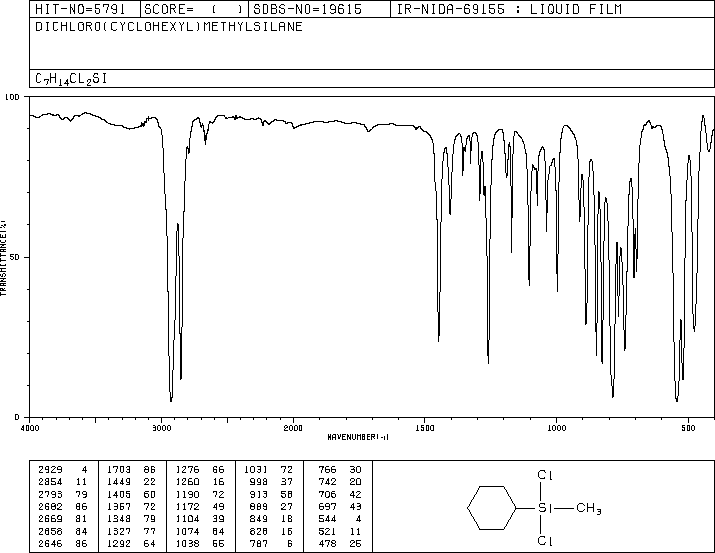 HIT-NO=5791 SCORE= ( ) SDBS-NO=19615 IR-NIDA-69155 : LIQUID FILM
DICHLORO(CYCLOHEXYL)METHYLSILANE
C7H14CL2SI
100
50
0
TRANSMITTANCE(%)
4000 3000 2000 1500 1000 500
WAVENUMBER(-1)
2929 4 1703 86 1276 66 1031 72 766 30
2854 11 1449 22 1260 16 998 37 742 20
2793 79 1405 60 1190 72 913 58 706 42
2682 86 1357 72 1172 49 889 27 697 43
2669 81 1348 79 1104 39 849 18 544 4
2658 84 1327 77 1074 84 828 16 521 11
2646 86 1292 64 1038 55 787 6 478 25
Cl
Si CH3
Cl